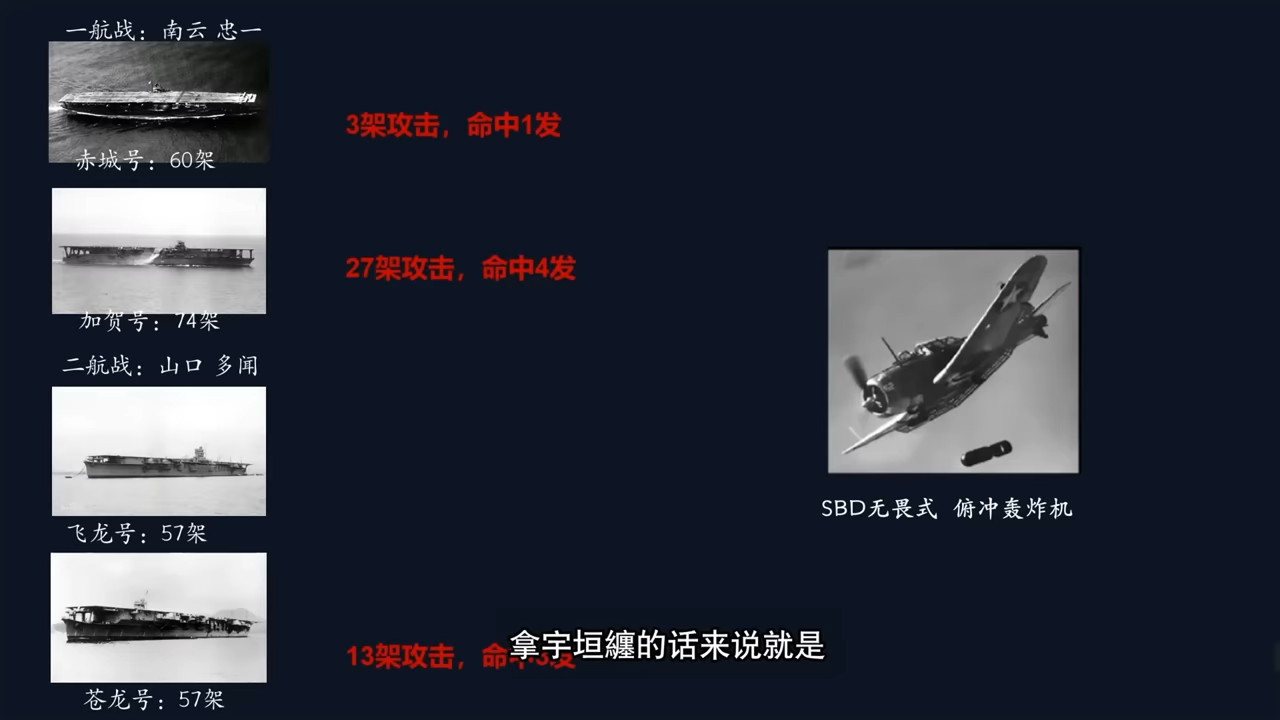 一航战：南云 忠一
3架攻击，命中1发
赤城号：60架
27架攻击，命中4发
加贺号：74架
二航战：山口 多闻
SBD无畏式 俯冲轰炸机
飞龙号：57架
13架攻击，命
拿宇垣纏的话来说就是
苍龙号：57架